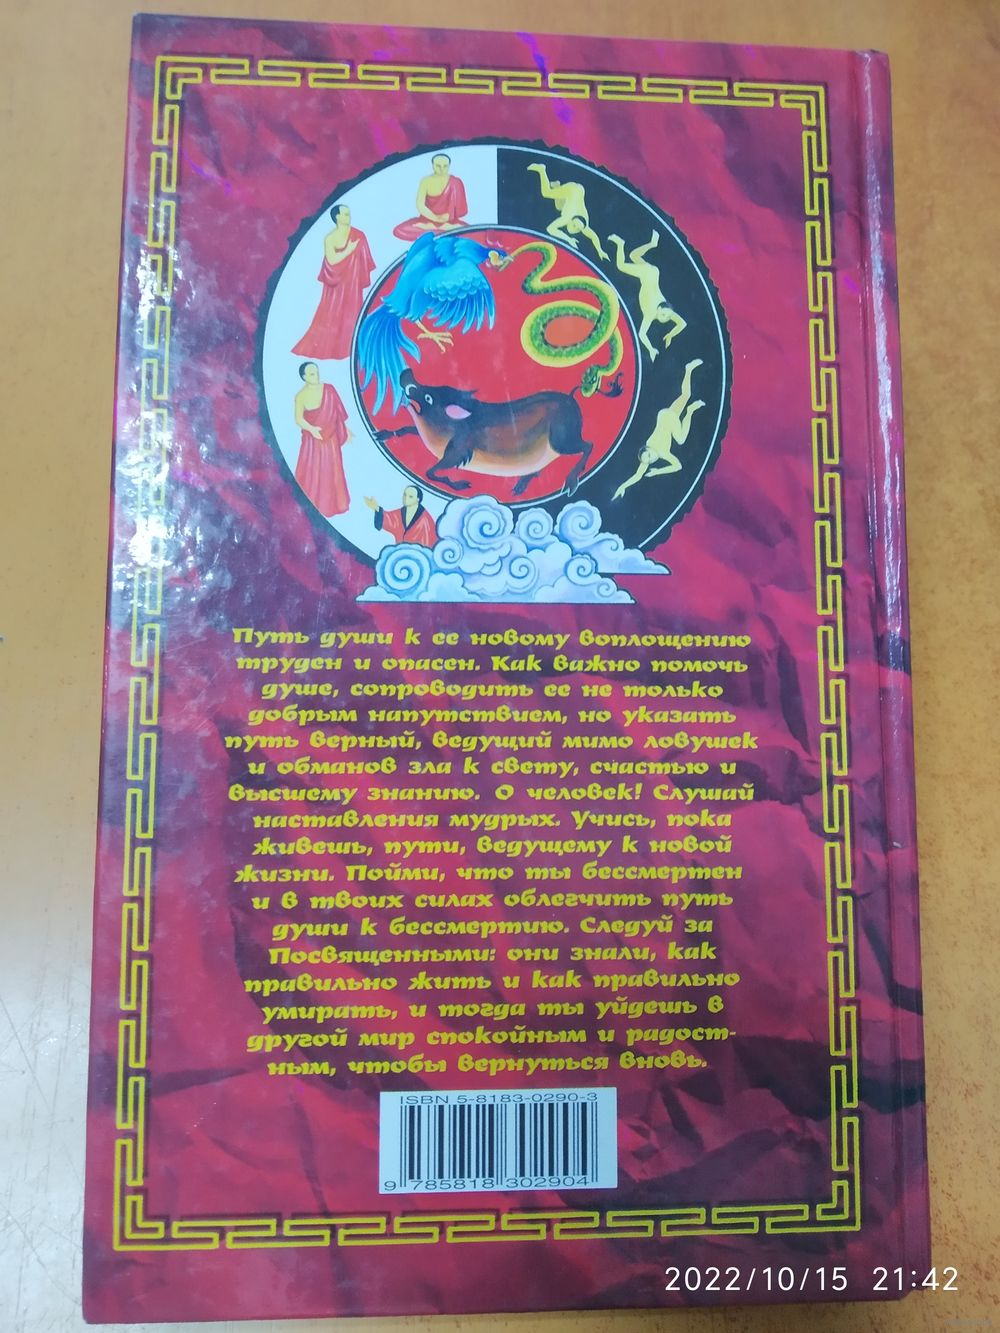 Путь души к ее новому воплощению
труден и опасен. Как важно помочь
душе, сопроводить ее не только
добрым напутствием, но указать
путь верный, ведущий мимо ловушек
и обманов зла к свету, счастью и
высшему знанию. О человек! Слушай
наставления мудрых. Учись, пока
живешь, пути, ведущему к новой
жизни. Пойми, что ты бессмертен
и в твоих силах облегчить путь
души к бессмертию. Следуй за
Посвященными: они знали, как
правильно жить и как правильно
умирать, и тогда ты уйдешь в
другой мир спокойным и радост-
ным, чтобы вернуться вновь.
ISBN 5-8183-0290-3
9 785818 302904
2022/10/15 21:42